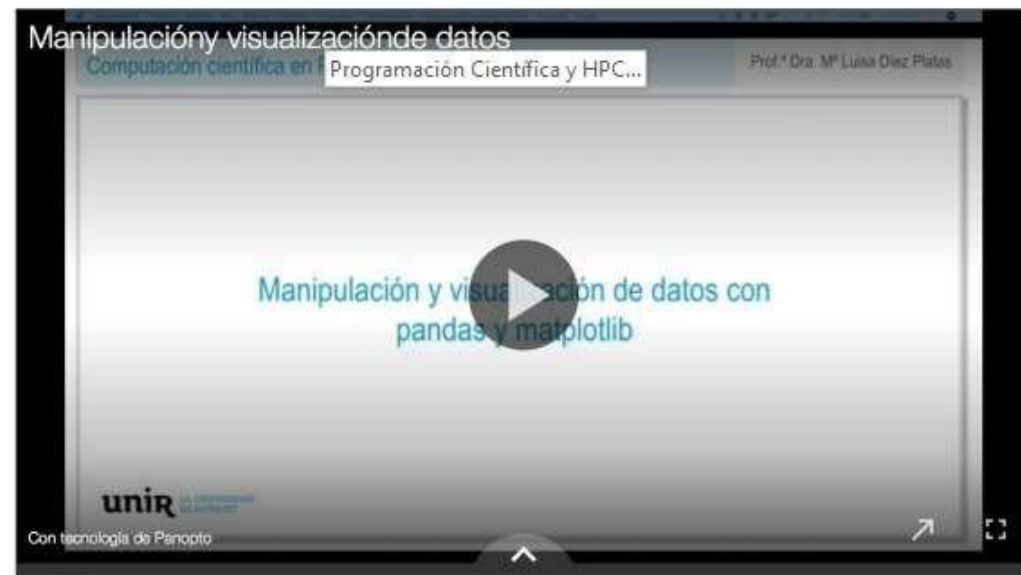 Manipulacióny visualizaciónde datos
Computación científica en
Programación Científica y HPC...
Prof.ª Dra. Mª Luisa Díez Platas
Manipulación y visualización de datos con
pandas y matplotlib
unir
Con tecnología de Panopto